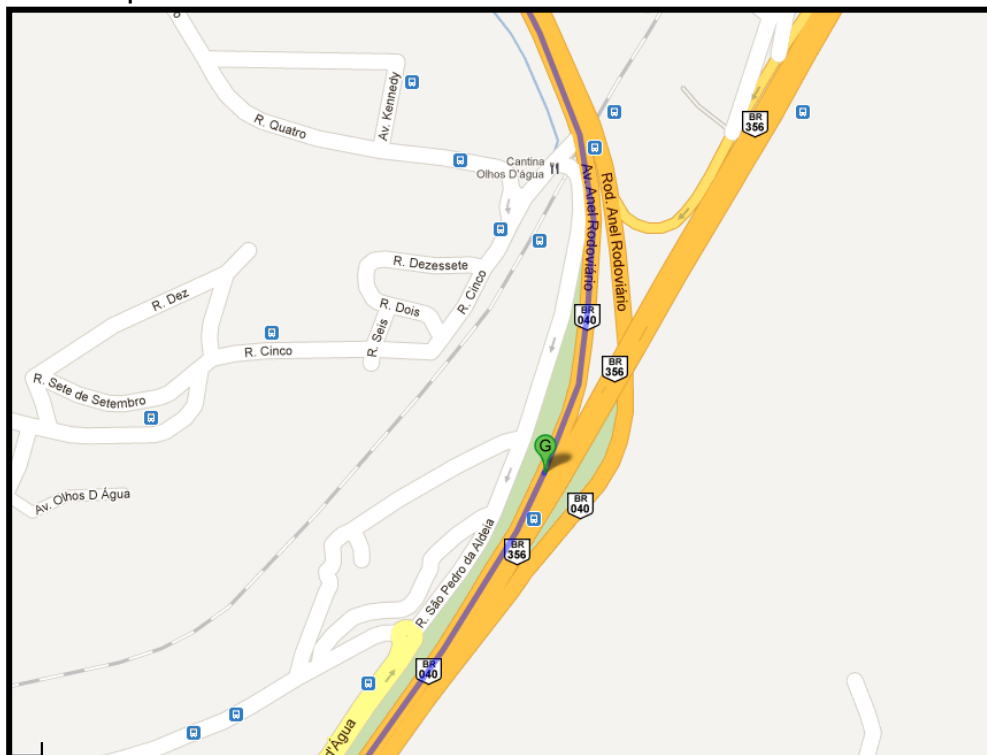 BR
356
Av. Kennedy
R. Quatro
Cantina
Olhos D'água
Av. Anel Rodoviário
Rod. Anel Rodoviário
R. Dezessete
R. Cinco
R. Dez
R. Dois
BR
040
R. Seis
R. Cinco
BR
356
R. Sete de Setembro
G
Av. Olhos D Água
BR
040
R. São Pedro da Aldeia
BR
356
BR
040
d'Água